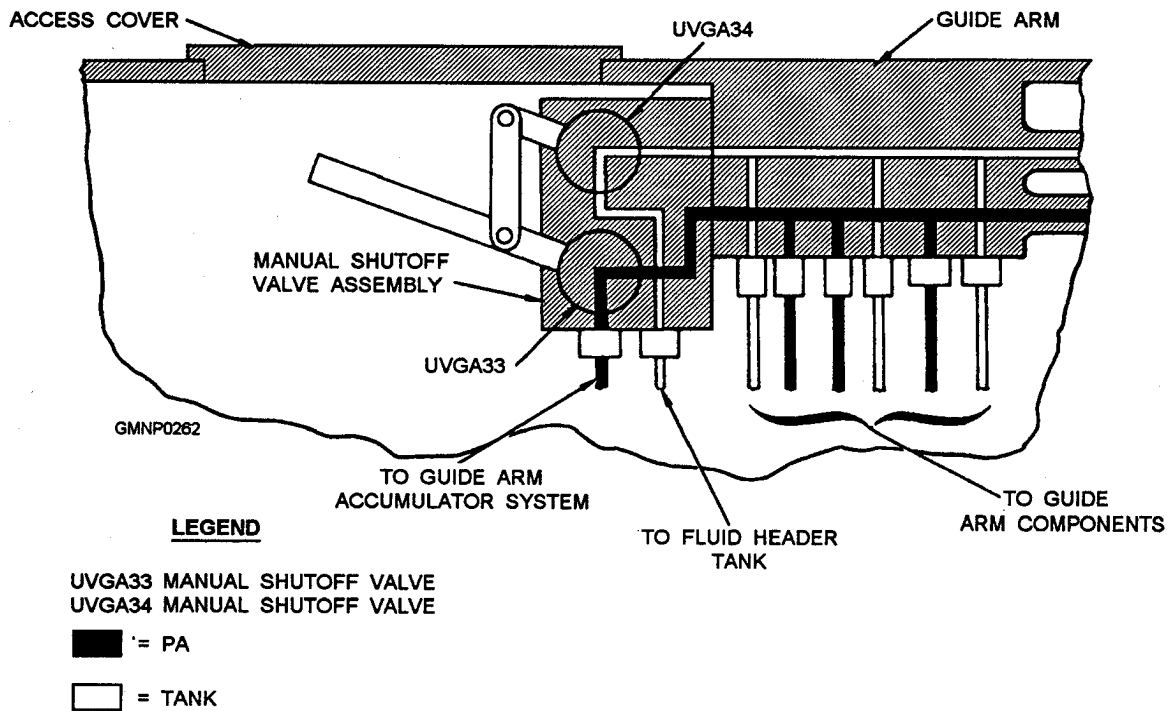 ACCESS COVER
UVGA34
GUIDE ARM
MANUAL SHUTOFF
VALVE ASSEMBLY
UVGA33
GMNP0262
TO GUIDE ARM
ACCUMULATOR SYSTEM
TO FLUID HEADER
TANK
TO GUIDE
ARM COMPONENTS
LEGEND
UVGA33 MANUAL SHUTOFF VALVE
UVGA34 MANUAL SHUTOFF VALVE
= PA
= TANK